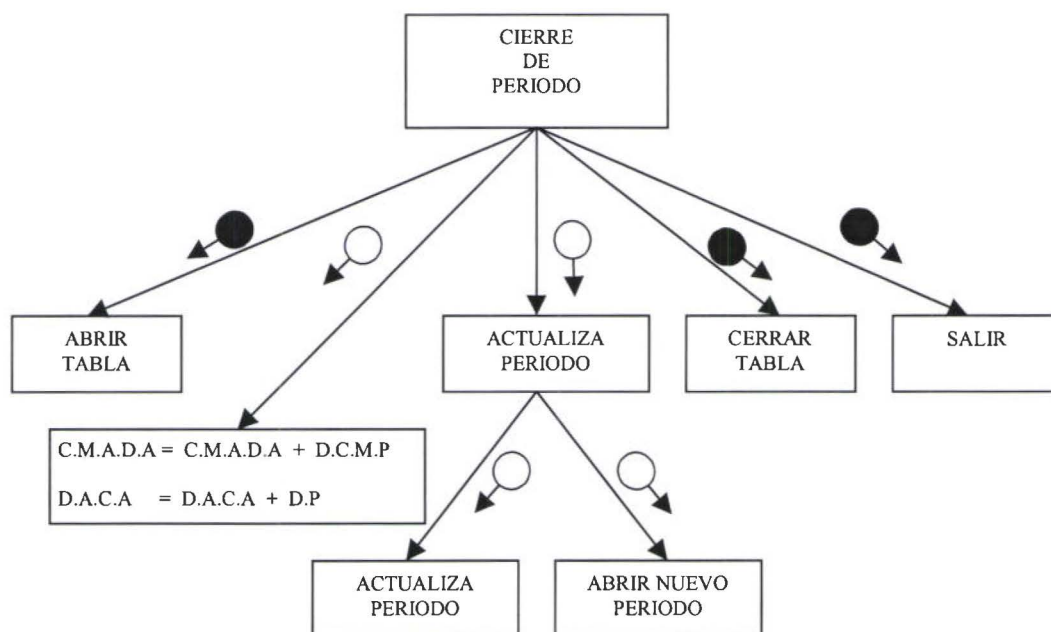 CIERRE
DE
PERIODO
ABRIR
TABLA
ACTUALIZA
PERIODO
CERRAR
TABLA
SALIR
C.M.A.D.A = C.M.A.D.A + D.C.M.P
D.A.C.A = D.A.C.A + D.P
ACTUALIZA
PERIODO
ABRIR NUEVO
PERIODO